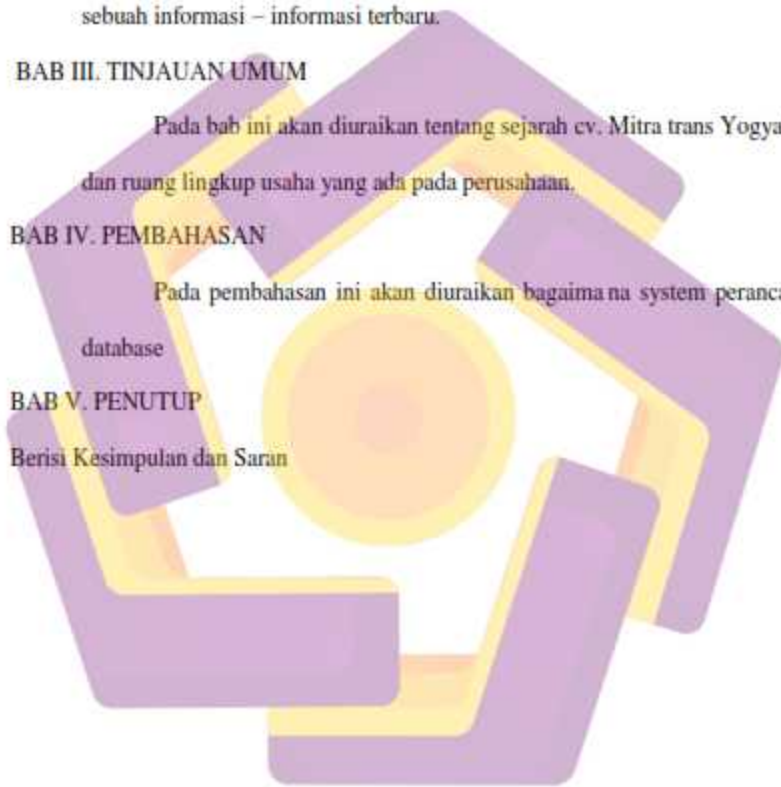 sebuah informasi – informasi terbaru.
BAB III. TINJAUAN UMUM
Pada bab ini akan diuraikan tentang sejarah cv. Mitra trans Yogya
dan ruang lingkup usaha yang ada pada perusahaan.
BAB IV. PEMBAHASAN
Pada pembahasan ini akan diuraikan bagaimana system peranca
database
BAB V. PENUTUP
Berisi Kesimpulan dan Saran